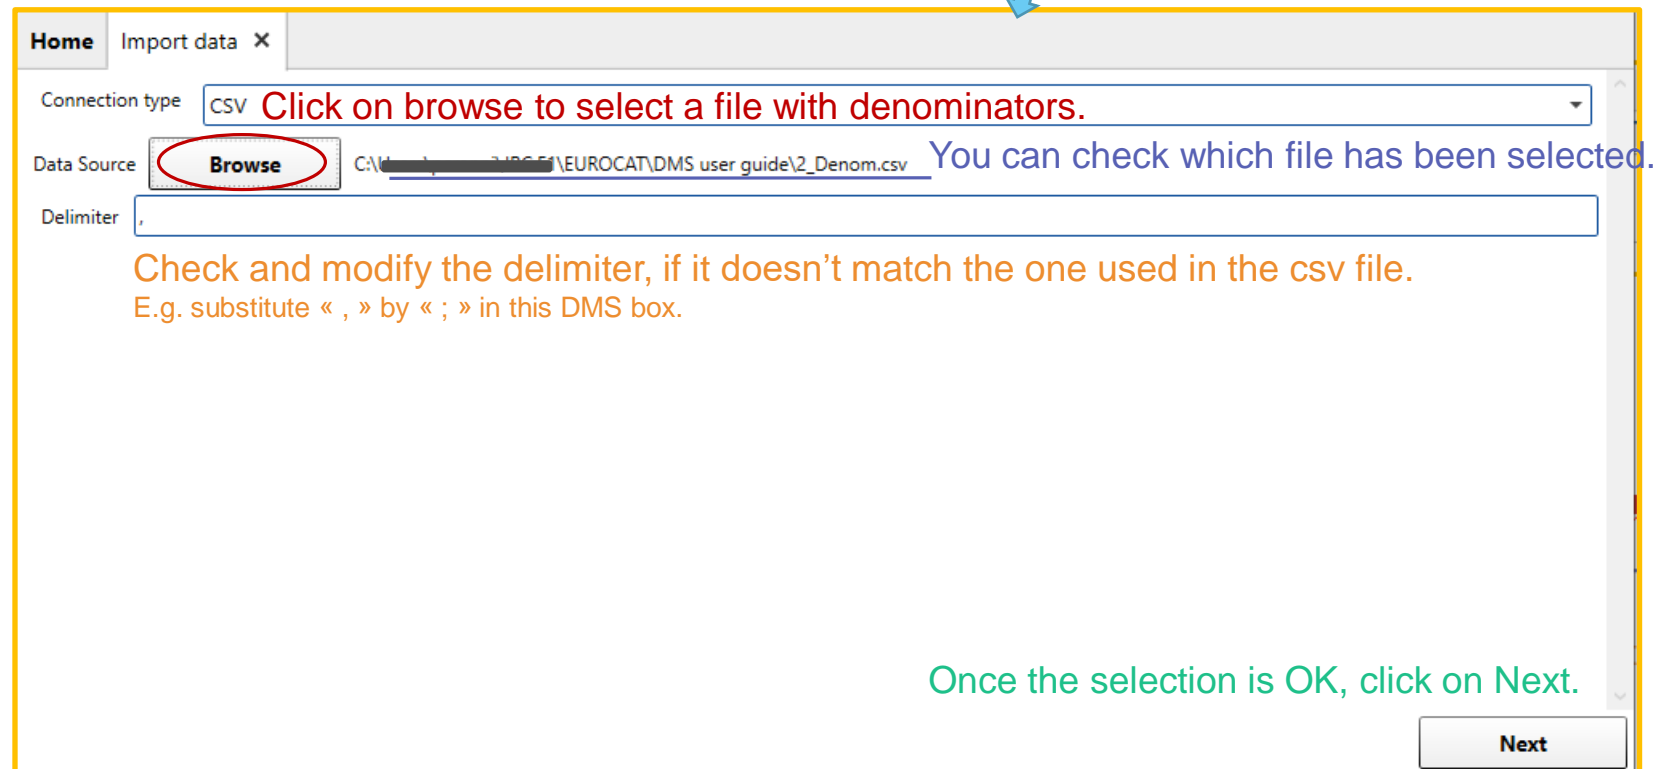 Home Import data ✕
Connection type CSV Click on browse to select a file with denominators.
Data Source Browse C:\ \EUROCAT\DMS user guide\2_Denom.csv You can check which file has been selected.
Delimiter ,
Check and modify the delimiter, if it doesn’t match the one used in the csv file.
E.g. substitute « , » by « ; » in this DMS box.
Once the selection is OK, click on Next.
Next